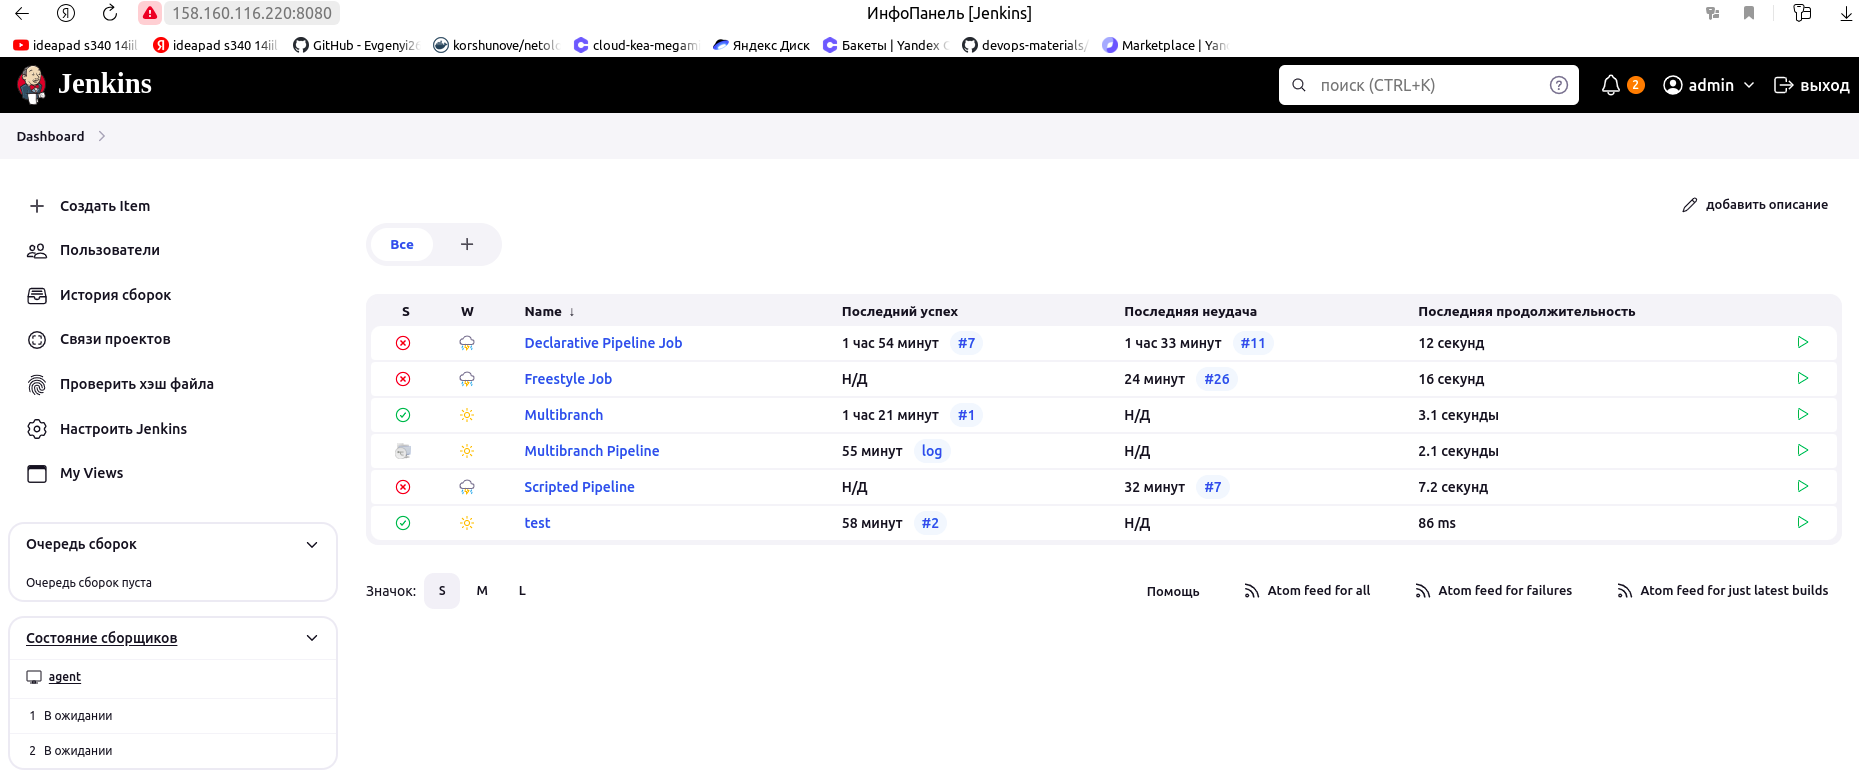 158.160.116.220:8080 ИнфоПанель [Jenkins]
ideapad s340 14iil ideapad s340 14iil GitHub - Evgenyi26 korshunove/netolo cloud-kea-megam Яндекс Диск Бакеты | Yandex C devops-materials/ Marketplace | Yan
Jenkins поиск (CTRL+K) 2 admin выход
Dashboard
Создать Item
добавить описание
Пользователи
История сборок
Связи проектов
Проверить хэш файла
Настроить Jenkins
My Views
Очередь сборок
Очередь сборок пуста
Состояние сборщиков
agent
1 В ожидании
2 В ожидании
Все
S W Name ↓ Последний успех Последняя неудача Последняя продолжительность
Declarative Pipeline Job 1 час 54 минут #7 1 час 33 минут #11 12 секунд
Freestyle Job Н/Д 24 минут #26 16 секунд
Multibranch 1 час 21 минут #1 Н/Д 3.1 секунды
Multibranch Pipeline 55 минут log Н/Д 2.1 секунды
Scripted Pipeline Н/Д 32 минут #7 7.2 секунд
test 58 минут #2 Н/Д 86 ms
Значок: S M L Помощь Atom feed for all Atom feed for failures Atom feed for just latest builds